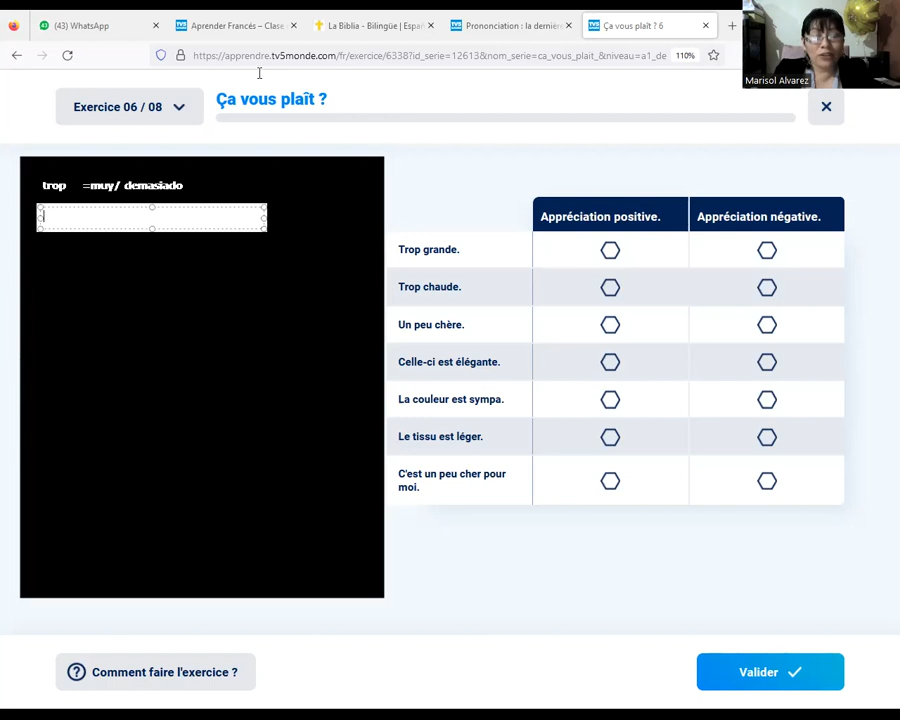 (43) WhatsApp
Aprender Francés – Clase
La Biblia - Bilingüe | Españ
Prononciation : la dernière
Ça vous plaît ? 6
https://apprendre.tv5monde.com/fr/exercice/6338?id_serie=12613&nom_serie=ca_vous_plait_&niveau=a1_de
110%
Marisol Alvarez
Exercice 06 / 08
Ça vous plaît ?
trop =muy/ demasiado
Appréciation positive. Appréciation négative.
Trop grande.
Trop chaude.
Un peu chère.
Celle-ci est élégante.
La couleur est sympa.
Le tissu est léger.
C'est un peu cher pour
moi.
Comment faire l'exercice ?
Valider